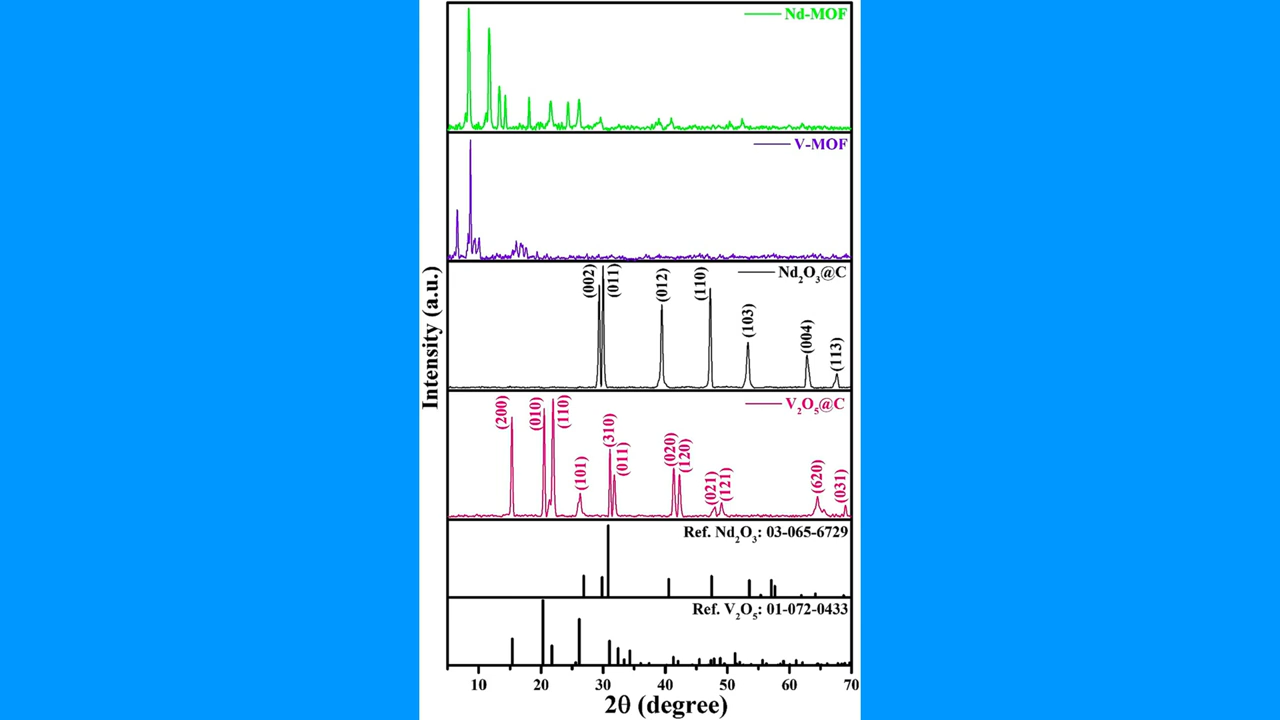 Nd-MOF
V-MOF
Nd₂O₃@C
(002)
(011)
(012)
(110)
(103)
(004)
(113)
V₂O₅@C
(200)
(010)
(110)
(101)
(310)
(011)
(020)
(120)
(021)
(121)
(620)
(031)
Ref. Nd₂O₃: 03-065-6729
Ref. V₂O₅: 01-072-0433
Intensity (a.u.)
10 20 30 40 50 60 70
2θ (degree)